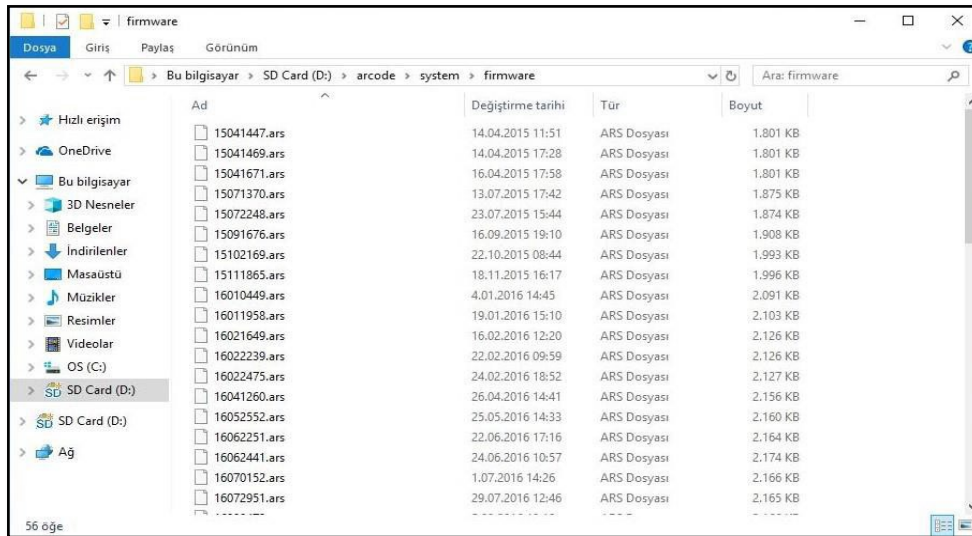 firmware
Dosya Giriş Paylaş Görünüm
Bu bilgisayar > SD Card (D:) > arcode > system > firmware
Ara: firmware
Ad Değiştirme tarihi Tür Boyut
Hızlı erişim
OneDrive
Bu bilgisayar
3D Nesneler
Belgeler
İndirilenler
Masaüstü
Müzikler
Resimler
Videolar
OS (C:)
SD Card (D:)
SD Card (D:)
Ağ
15041447.ars 14.04.2015 11:51 ARS Dosyası 1.801 KB
15041469.ars 14.04.2015 17:28 ARS Dosyası 1.801 KB
15041671.ars 16.04.2015 17:58 ARS Dosyası 1.801 KB
15071370.ars 13.07.2015 17:42 ARS Dosyası 1.875 KB
15072248.ars 23.07.2015 15:44 ARS Dosyası 1.874 KB
15091676.ars 16.09.2015 19:10 ARS Dosyası 1.908 KB
15102169.ars 22.10.2015 08:44 ARS Dosyası 1.993 KB
15111865.ars 18.11.2015 16:17 ARS Dosyası 1.996 KB
16010449.ars 4.01.2016 14:45 ARS Dosyası 2.091 KB
16011958.ars 19.01.2016 15:10 ARS Dosyası 2.103 KB
16021649.ars 16.02.2016 12:20 ARS Dosyası 2.126 KB
16022239.ars 22.02.2016 09:59 ARS Dosyası 2.126 KB
16022475.ars 24.02.2016 18:52 ARS Dosyası 2.127 KB
16041260.ars 26.04.2016 14:41 ARS Dosyası 2.156 KB
16052552.ars 25.05.2016 14:33 ARS Dosyası 2.160 KB
16062251.ars 22.06.2016 17:16 ARS Dosyası 2.164 KB
16062441.ars 24.06.2016 10:57 ARS Dosyası 2.174 KB
16070152.ars 1.07.2016 14:26 ARS Dosyası 2.166 KB
16072951.ars 29.07.2016 12:46 ARS Dosyası 2.165 KB
56 öğe